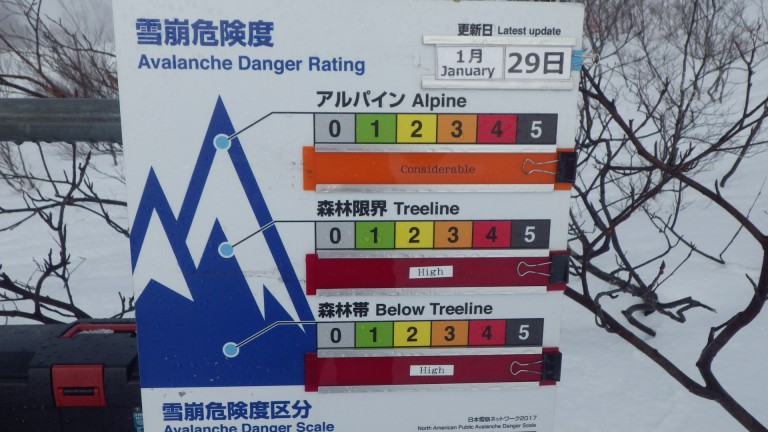 雪崩危険度
Avalanche Danger Rating
更新日 Latest update
1月
January
29日
アルパイン Alpine
0 1 2 3 4 5
Considerable
森林限界 Treeline
0 1 2 3 4 5
High
森林帯 Below Treeline
0 1 2 3 4 5
High
雪崩危険度区分
Avalanche Danger Scale
日本雪崩ネットワーク2017
North American Public Avalanche Danger Scale